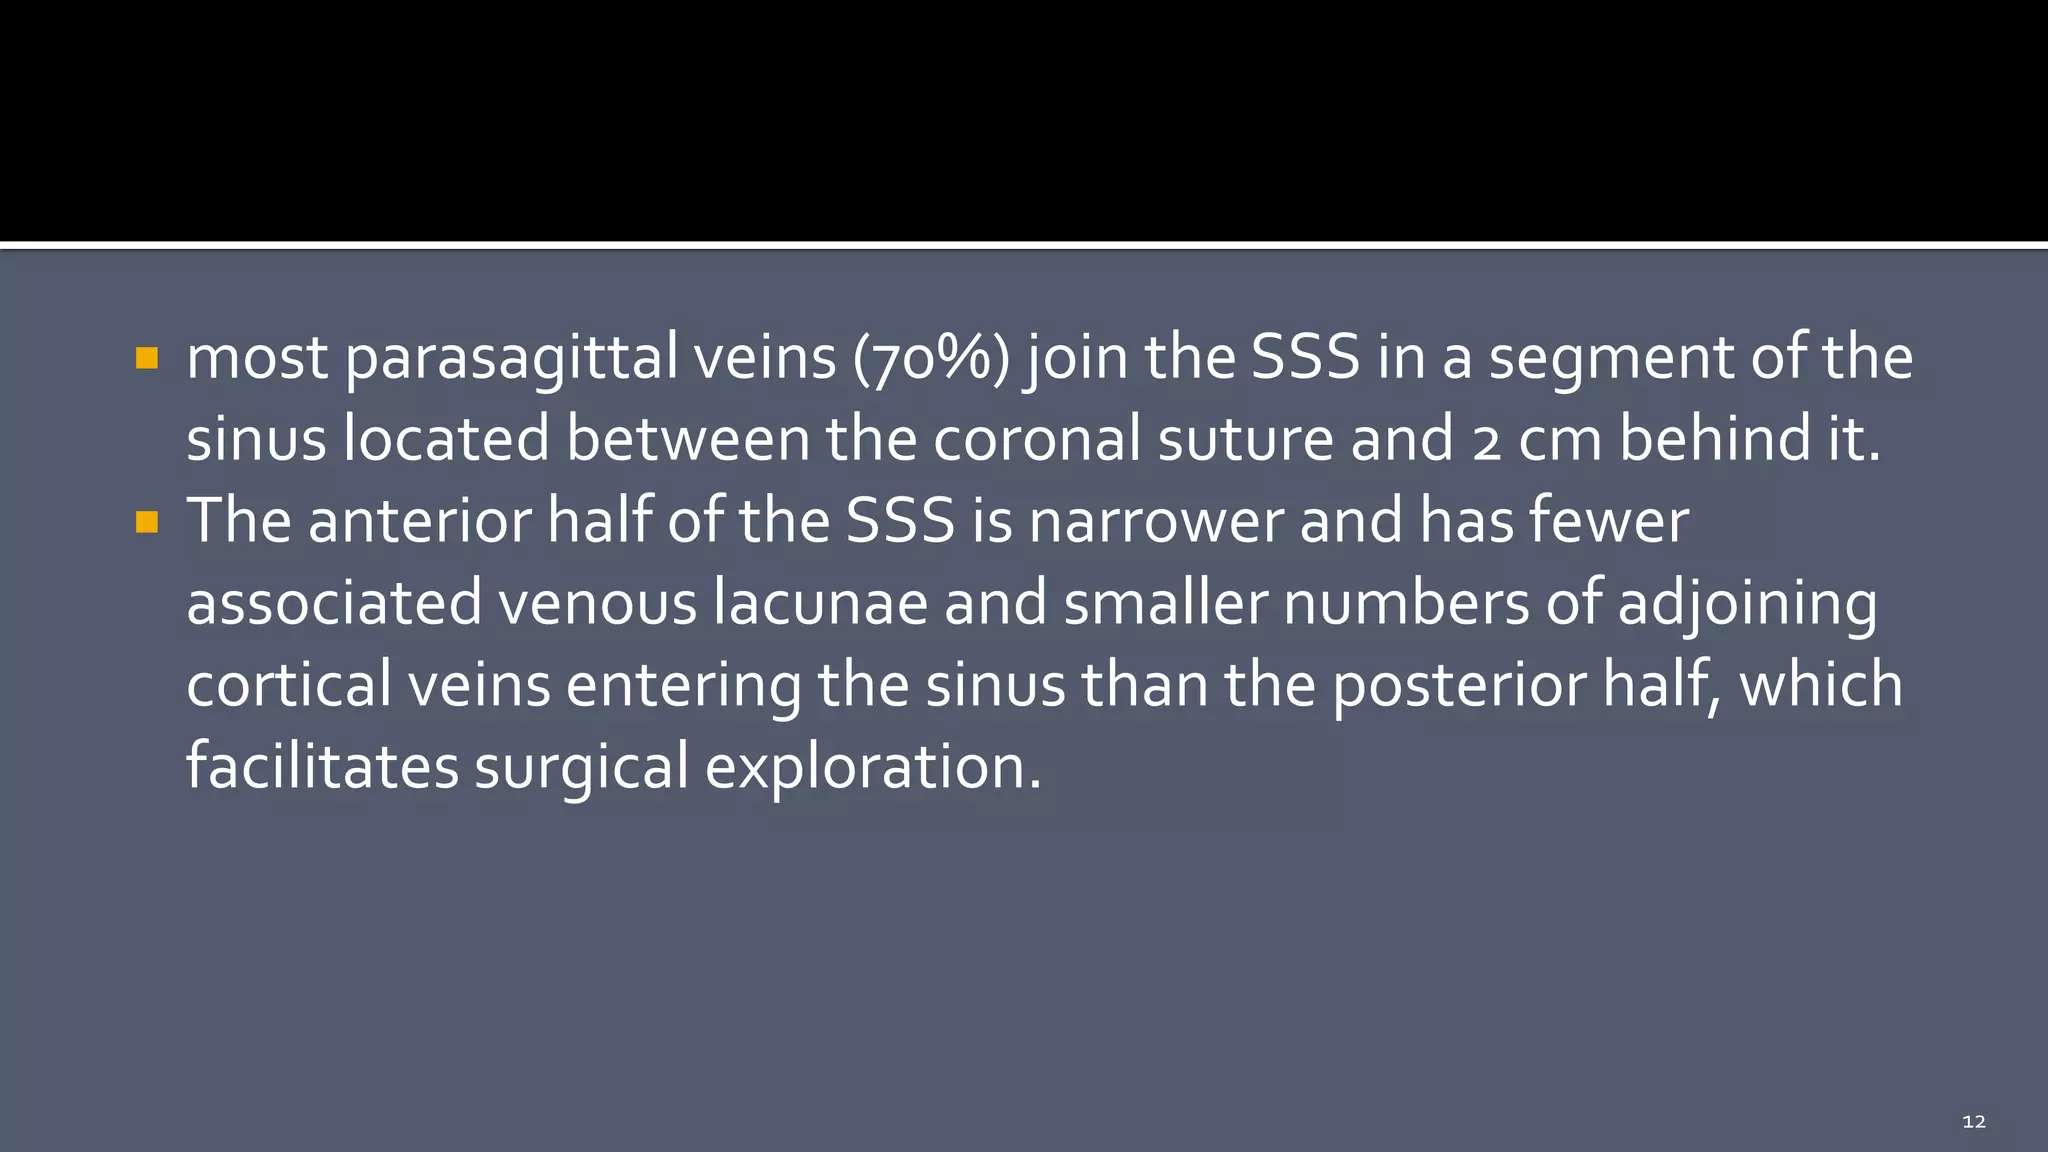 most parasagittal veins (70%) join the SSS in a segment of the
sinus located between the coronal suture and 2 cm behind it.
The anterior half of the SSS is narrower and has fewer
associated venous lacunae and smaller numbers of adjoining
cortical veins entering the sinus than the posterior half, which
facilitates surgical exploration.
12